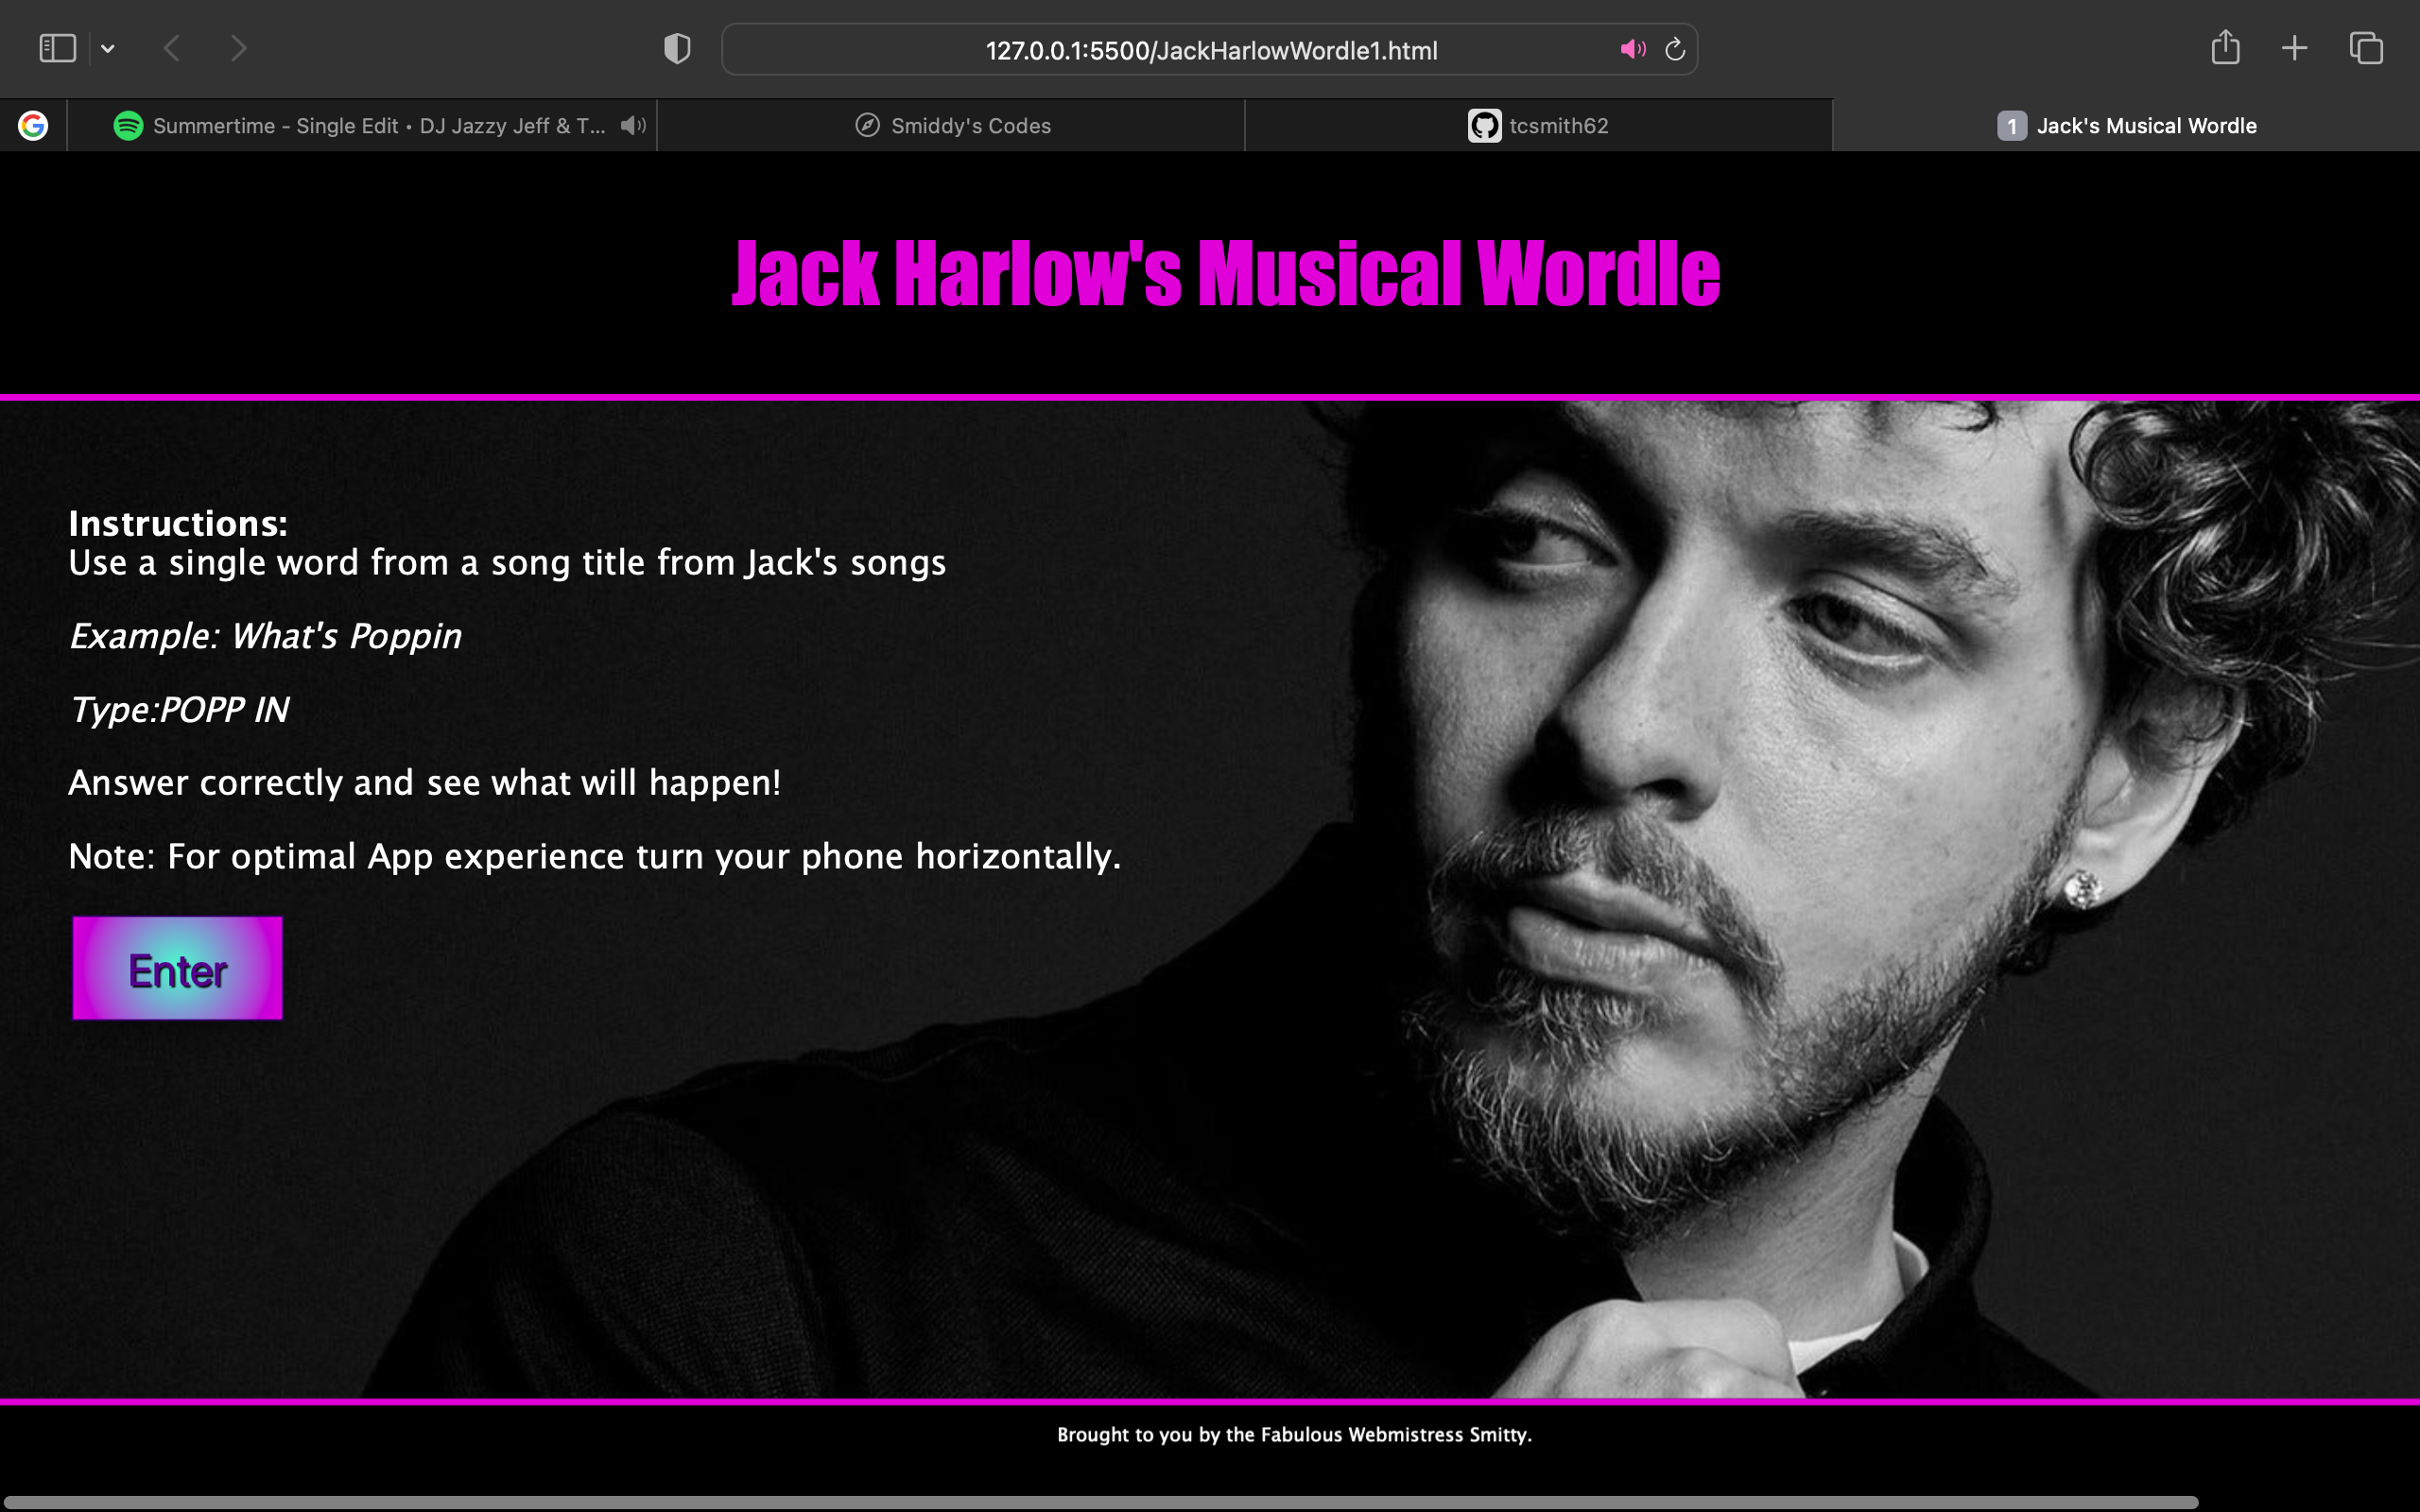 127.0.0.1:5500/JackHarlowWordle1.html
Summertime - Single Edit • DJ Jazzy Jeff & T...
Smiddy's Codes
tcsmith62
1 Jack's Musical Wordle
Jack Harlow's Musical Wordle
Instructions:
Use a single word from a song title from Jack's songs
Example: What's Poppin
Type:POPP IN
Answer correctly and see what will happen!
Note: For optimal App experience turn your phone horizontally.
Enter
Brought to you by the Fabulous Webmistress Smitty.